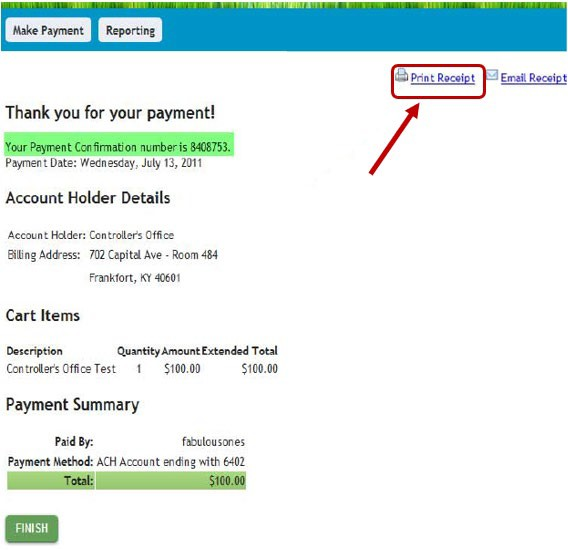 Make Payment Reporting
Print Receipt Email Receipt
Thank you for your payment!
Your Payment Confirmation number is 8408753.
Payment Date: Wednesday, July 13, 2011
Account Holder Details
Account Holder: Controller's Office
Billing Address: 702 Capital Ave - Room 484
Frankfort, KY 40601
Cart Items
Description Quantity Amount Extended Total
Controller's Office Test 1 $100.00 $100.00
Payment Summary
Paid By: fabulousones
Payment Method: ACH Account ending with 6402
Total: $100.00
FINISH